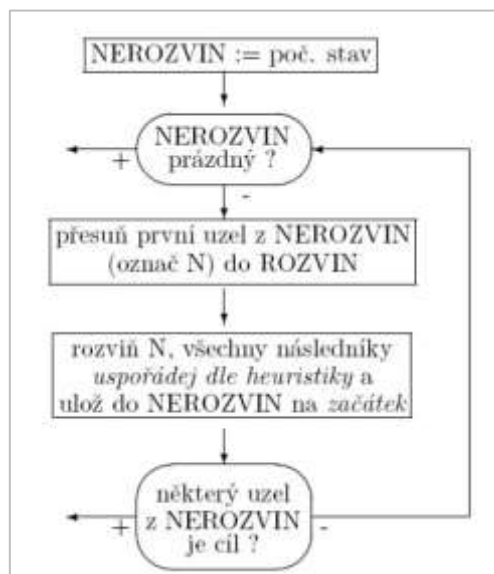 NEROZVIN := poč. stav
NEROZVIN
prázdný ?
+
-
přesuň první uzel z NEROZVIN
(označ N) do ROZVIN
rozviň N, všechny následníky
uspořádej dle heuristiky a
ulož do NEROZVIN na začátek
některý uzel
z NEROZVIN
je cíl ?
+
-